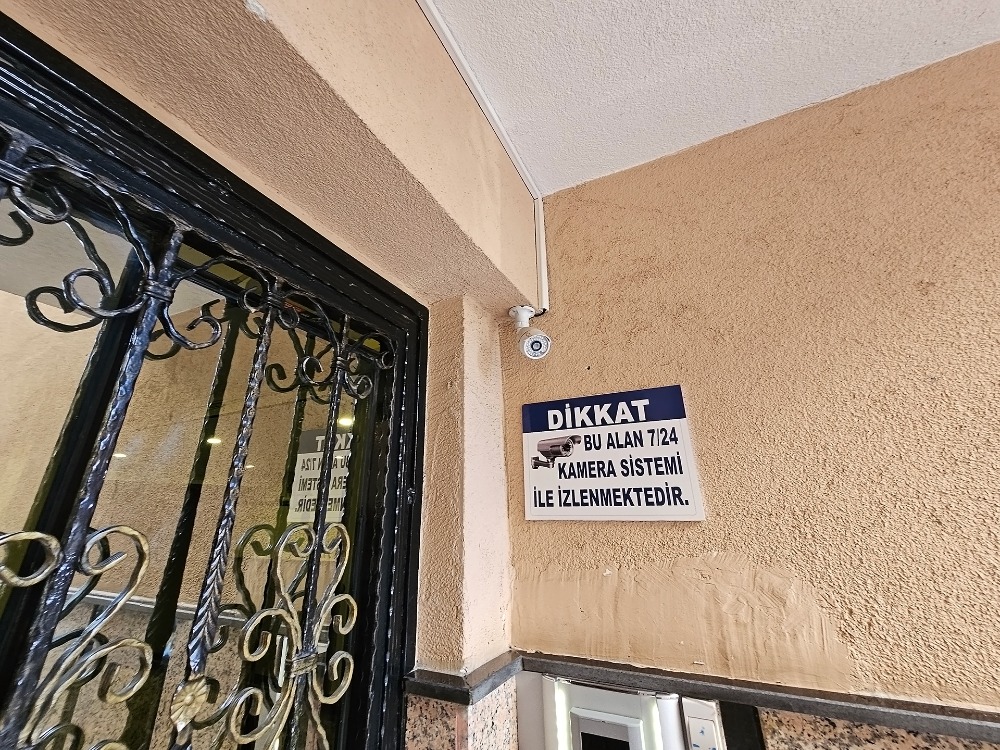 DİKKAT
BU ALAN 7/24
KAMERA SİSTEMİ
İLE İZLENMEKTEDİR.